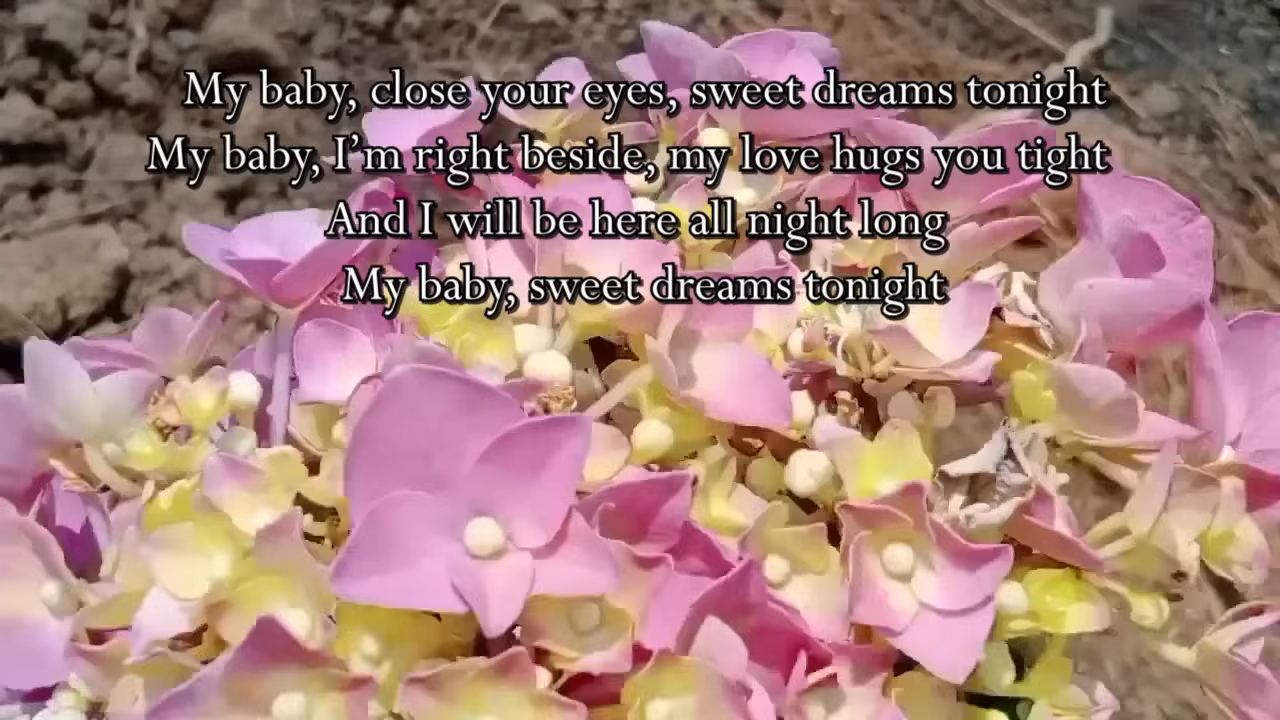 My baby, close your eyes, sweet dreams tonight
My baby, I’m right beside, my love hugs you tight
And I will be here all night long
My baby, sweet dreams tonight